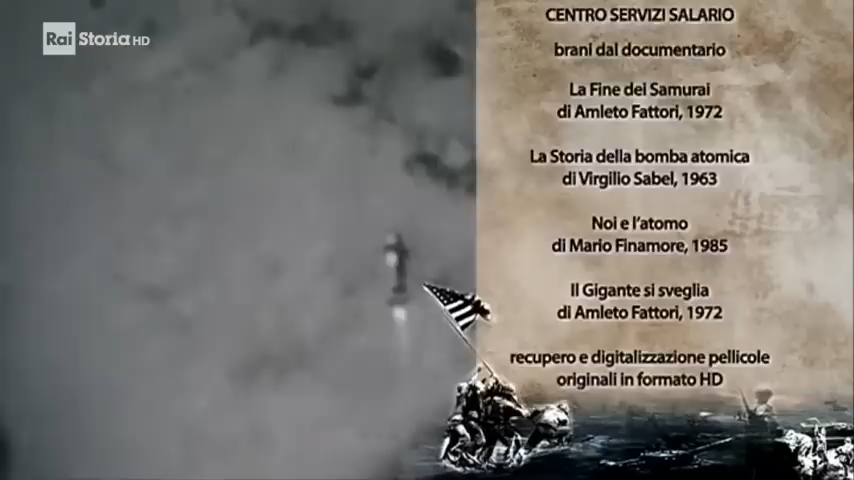 Rai Storia HD
CENTRO SERVIZI SALARIO
brani dal documentario
La Fine dei Samurai
di Amleto Fattori, 1972
La Storia della bomba atomica
di Virgilio Sabel, 1963
Noi e l'atomo
di Mario Finamore, 1985
Il Gigante si sveglia
di Amleto Fattori, 1972
recupero e digitalizzazione pellicole
originali in formato HD